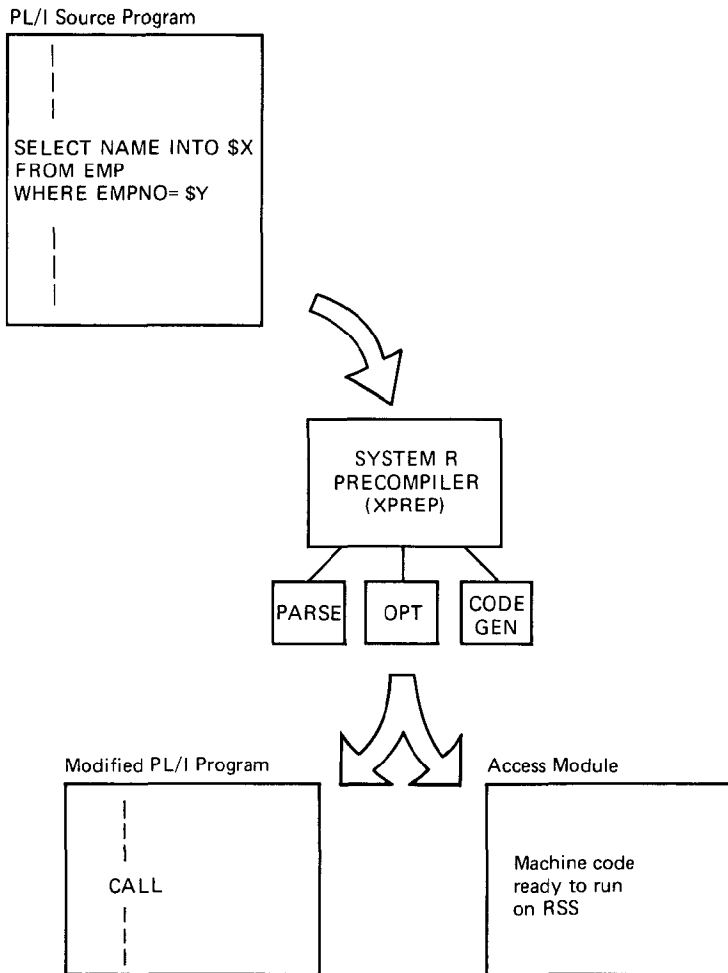 PL/I Source Program
SELECT NAME INTO $X
FROM EMP
WHERE EMPNO= $Y
SYSTEM R
PRECOMPILER
(XPREP)
PARSE
OPT
CODE
GEN
Modified PL/I Program
CALL
Access Module
Machine code
ready to run
on RSS